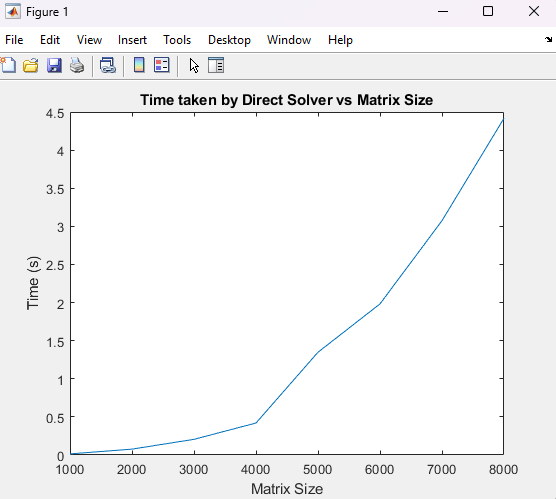 Figure 1
File Edit View Insert Tools Desktop Window Help
Time taken by Direct Solver vs Matrix Size
4.5
4
3.5
3
2.5
2
1.5
1
0.5
0
Time (s)
1000 2000 3000 4000 5000 6000 7000 8000
Matrix Size